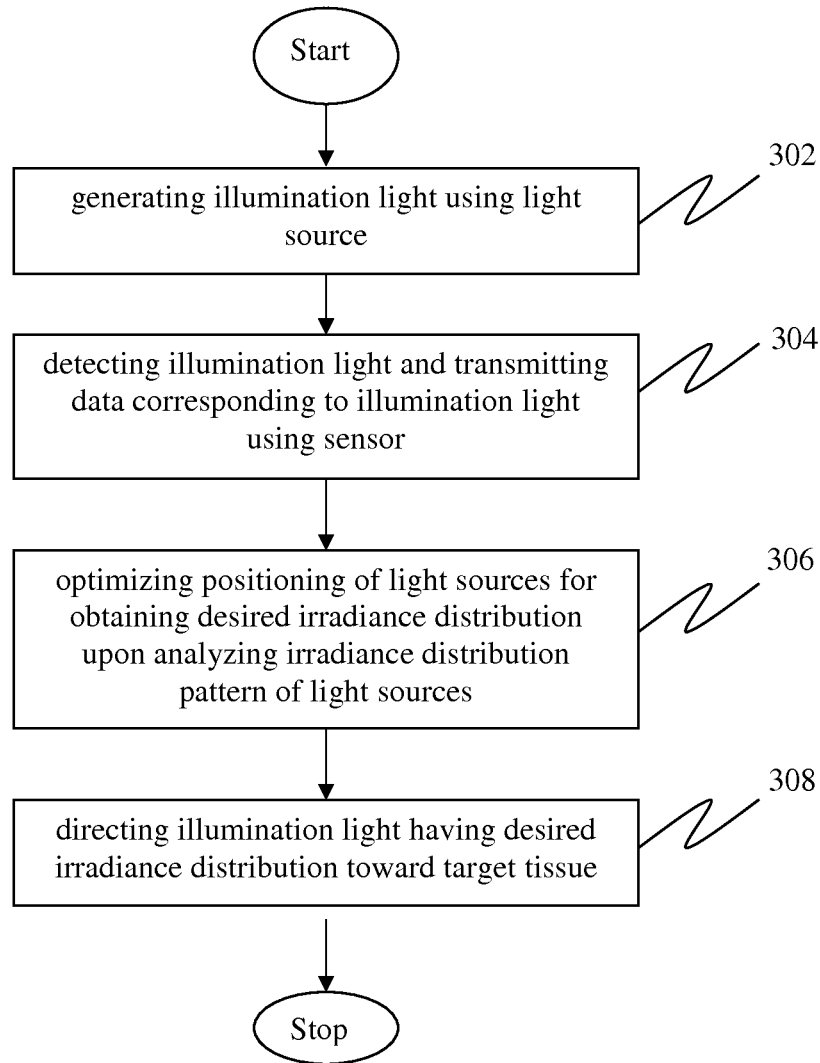 Start
302
generating illumination light using light
source
304
detecting illumination light and transmitting
data corresponding to illumination light
using sensor
306
optimizing positioning of light sources for
obtaining desired irradiance distribution
upon analyzing irradiance distribution
pattern of light sources
308
directing illumination light having desired
irradiance distribution toward target tissue
Stop